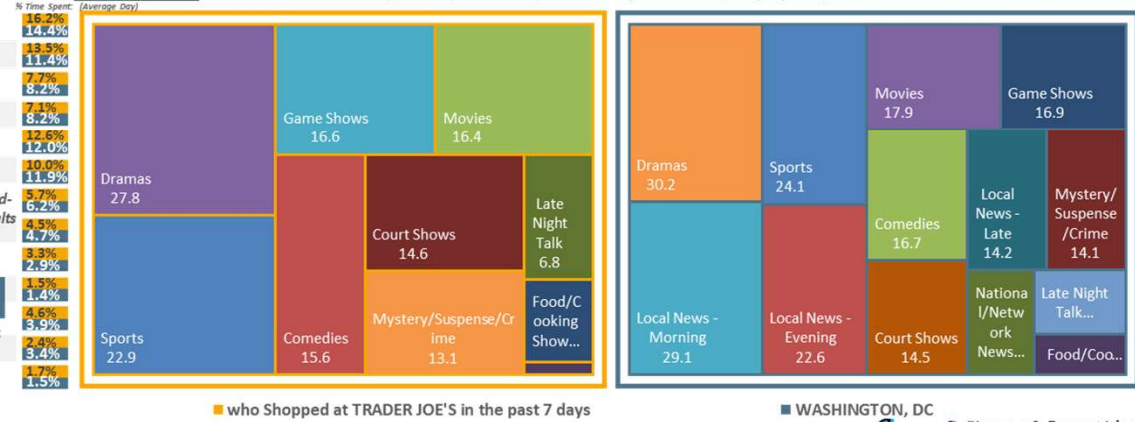 % Time Spent: (Average Day)
16.2%
14.4%
13.5%
11.4%
7.7%
8.2%
7.1%
8.2%
12.6%
12.0%
10.0%
11.9%
5.7%
6.2%
4.5%
4.7%
3.3%
2.9%
1.5%
1.4%
4.6%
3.9%
2.4%
3.4%
1.7%
1.5%
Dramas
27.8
Sports
22.9
Game Shows
16.6
Movies
16.4
Comedies
15.6
Court Shows
14.6
Mystery/Suspense/Cr
ime
13.1
Late
Night
Talk
6.8
Food/C
ooking
Show...
who Shopped at TRADER JOE'S in the past 7 days
Dramas
30.2
Local News -
Morning
29.1
Sports
24.1
Local News -
Evening
22.6
Movies
17.9
Game Shows
16.9
Comedies
16.7
Court Shows
14.5
Local
News -
Late
14.2
Mystery/
Suspense
/Crime
14.1
Nationa
l/Netw
ork
News...
Late Night
Talk...
Food/Coo...
WASHINGTON, DC